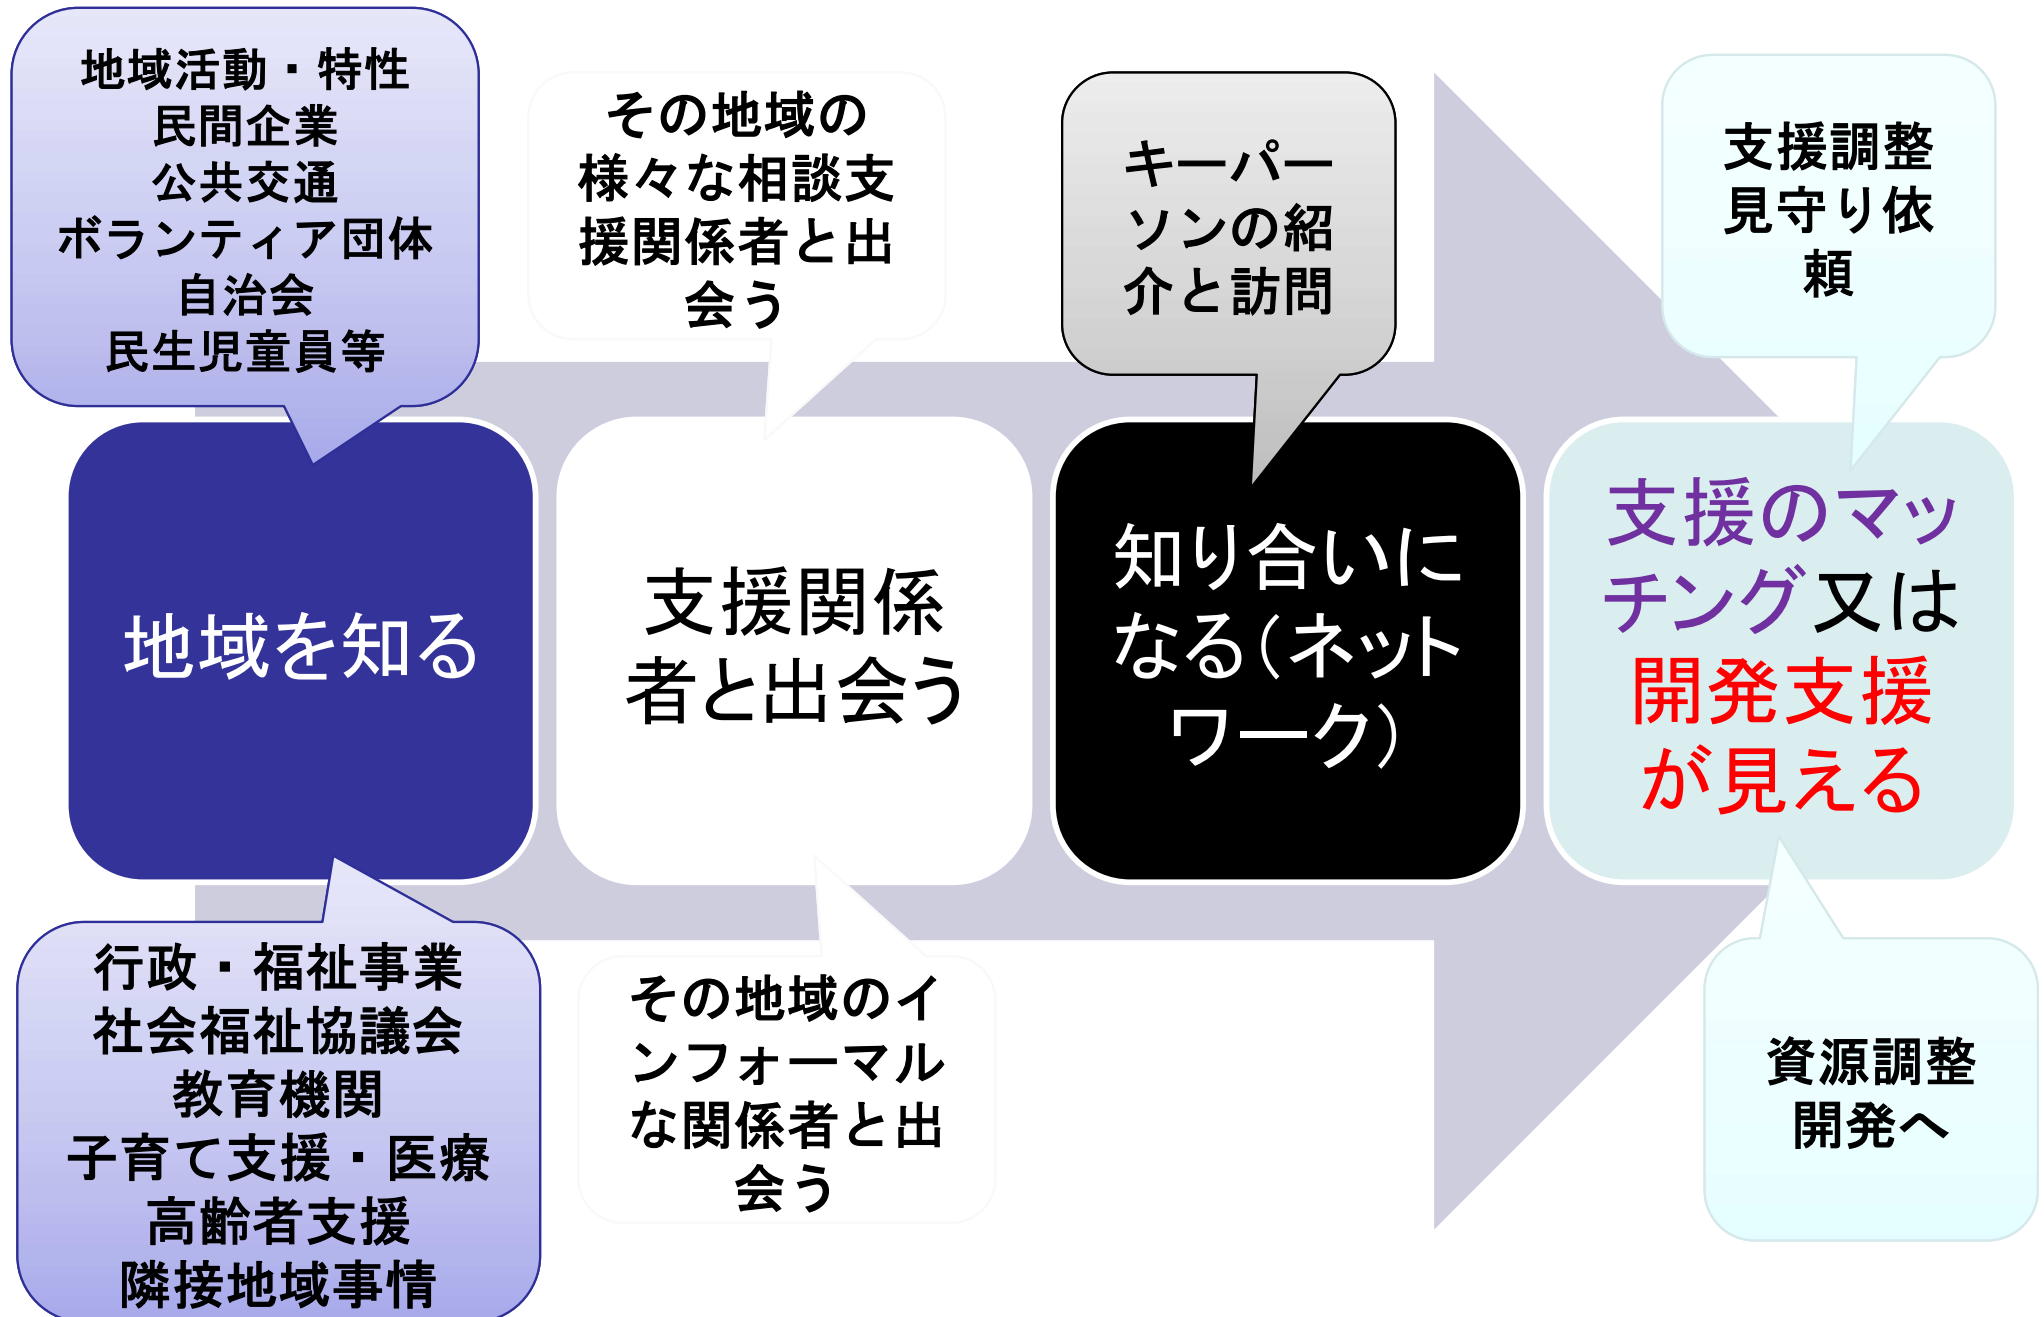 地域活動・特性
民間企業
公共交通
ボランティア団体
自治会
民生児童員等
その地域の
様々な相談支
援関係者と出
会う
キーパー
ソンの紹
介と訪問
支援調整
見守り依
頼
地域を知る
支援関係
者と出会う
知り合いに
なる（ネット
ワーク）
支援のマッ
チング又は
開発支援
が見える
行政・福祉事業
社会福祉協議会
教育機関
子育て支援・医療
高齢者支援
隣接地域事情
その地域のイ
ンフォーマル
な関係者と出
会う
資源調整
開発へ